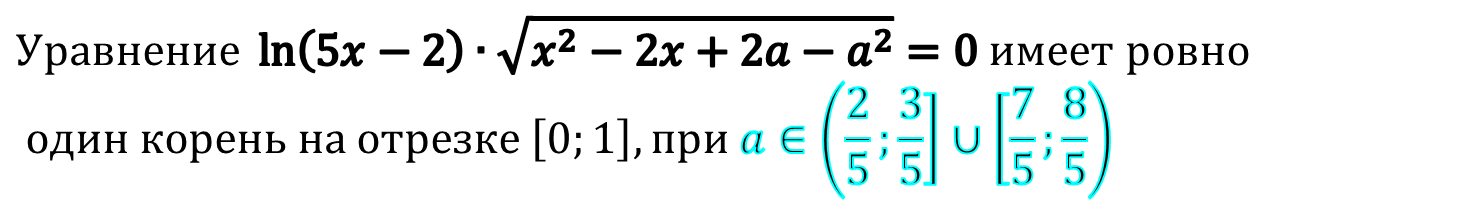 Уравнение ln(5x − 2) · √(x² − 2x + 2a − a²) = 0 имеет ровно
один корень на отрезке [0; 1], при a ∈ (2/5; 3/5] ∪ [7/5; 8/5)